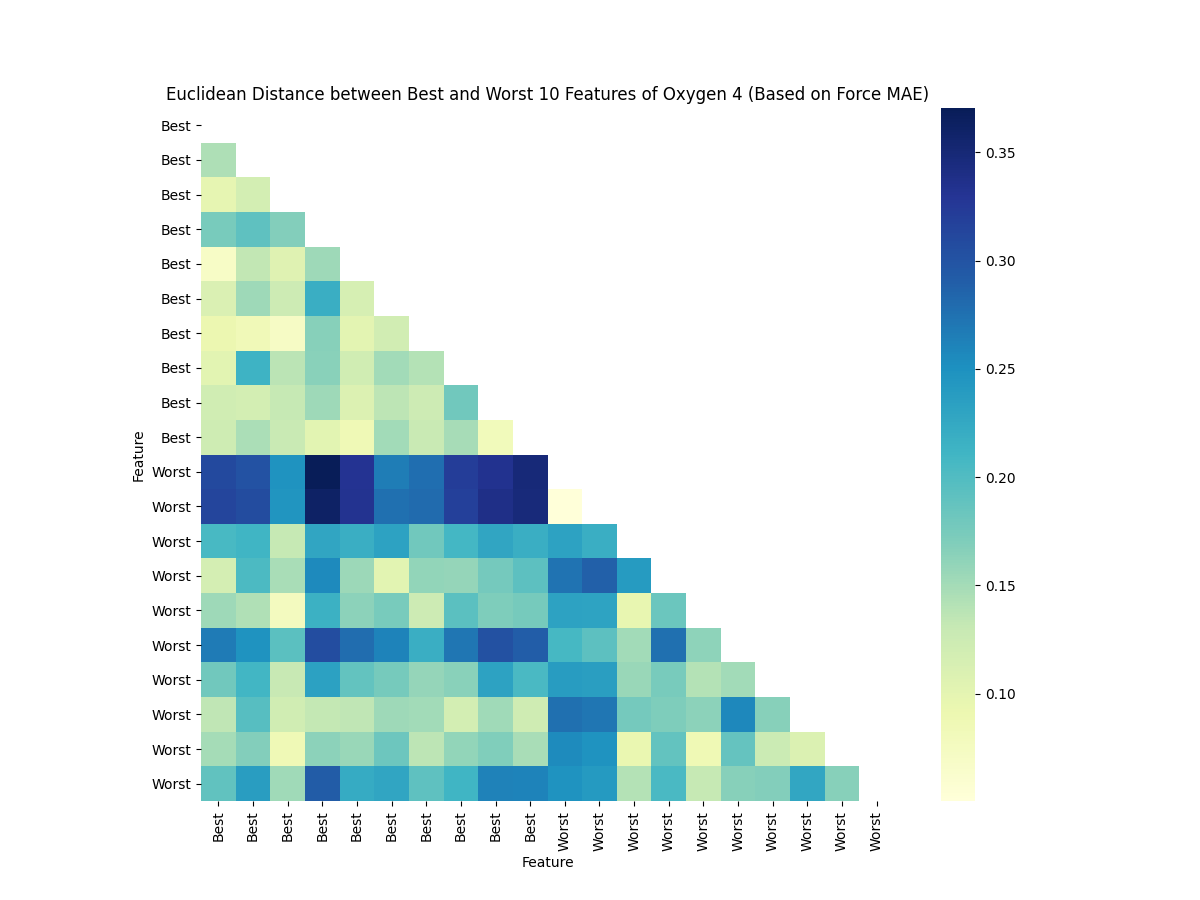 Euclidean Distance between Best and Worst 10 Features of Oxygen 4 (Based on Force MAE)
Best
Best
Best
Best
Best
Best
Best
Best
Best
Best
Worst
Worst
Worst
Worst
Worst
Worst
Worst
Worst
Worst
Worst
Feature
Best Best Best Best Best Best Best Best Best Best Worst Worst Worst Worst Worst Worst Worst Worst Worst Worst
Feature
0.35
0.30
0.25
0.20
0.15
0.10